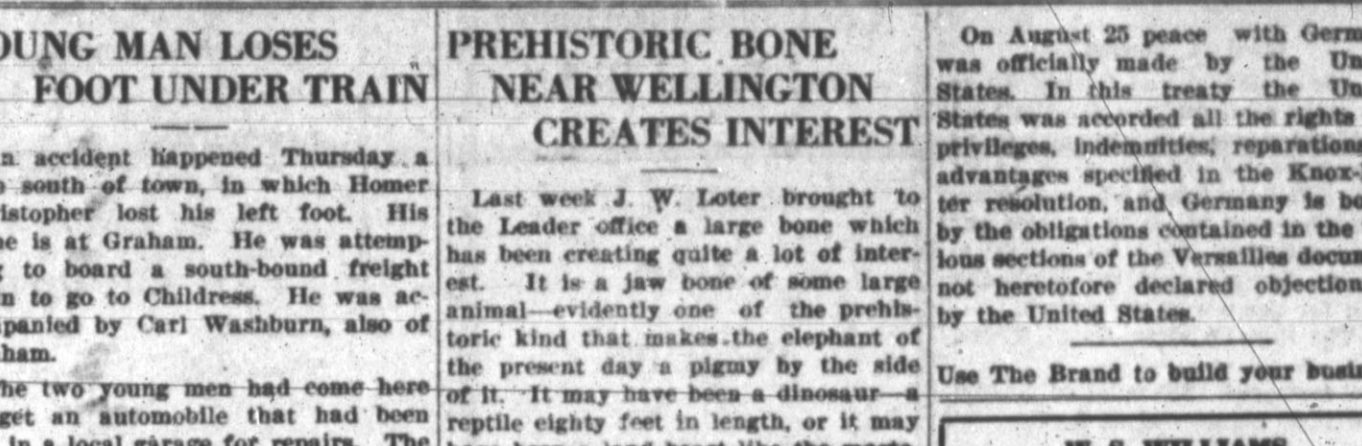 OUNG MAN LOSES
FOOT UNDER TRAIN
n accident happened Thursday a
south of town, in which Homer
istopher lost his left foot. His
e is at Graham. He was attemp-
to board a south-bound freight
n to go to Childress. He was ac-
panied by Carl Washburn, also of
ham.
he two young men had come here
get an automobile that had been
in a local garage for repairs. The
PREHISTORIC BONE
NEAR WELLINGTON
CREATES INTEREST
Last week J. W. Loter brought to
the Leader office a large bone which
has been creating quite a lot of inter-
est. It is a jaw bone of some large
animal—evidently one of the prehis-
toric kind that makes the elephant of
the present day a pigmy by the side
of it. It may have been a dinosaur—a
reptile eighty feet in length, or it may
On August 25 peace with Germ
was officially made by the Un
States. In this treaty the Un
States was accorded all the rights
privileges, indemnities, reparations
advantages specified in the Knox-
ter resolution, and Germany is bo
by the obligations contained in the
ious sections of the Versailles docum
not heretofore declared objection
by the United States.
Use The Brand to build your busin